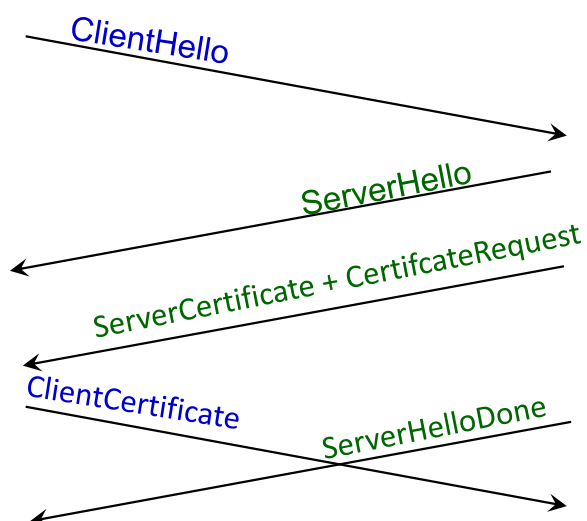 ClientHello
ServerHello
ServerCertificate + CertifcateRequest
ClientCertificate
ServerHelloDone